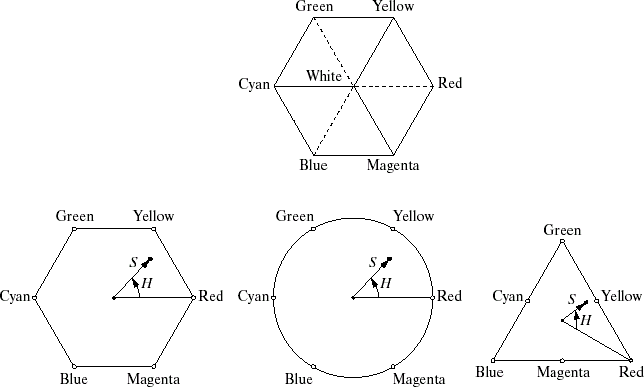 Green Yellow
Cyan White Red
Blue Magenta
Green Yellow
S
H
Cyan Red
Blue Magenta
Green Yellow
S
H
Cyan Red
Blue Magenta
Green
Cyan S Yellow
H
Blue Magenta Red